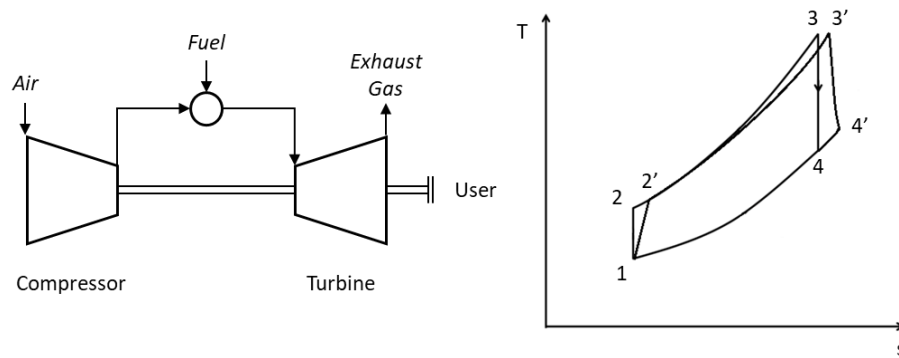 Air
Fuel
Exhaust
Gas
User
Compressor
Turbine
T
3
3’
2
2’
4’
4
1
s